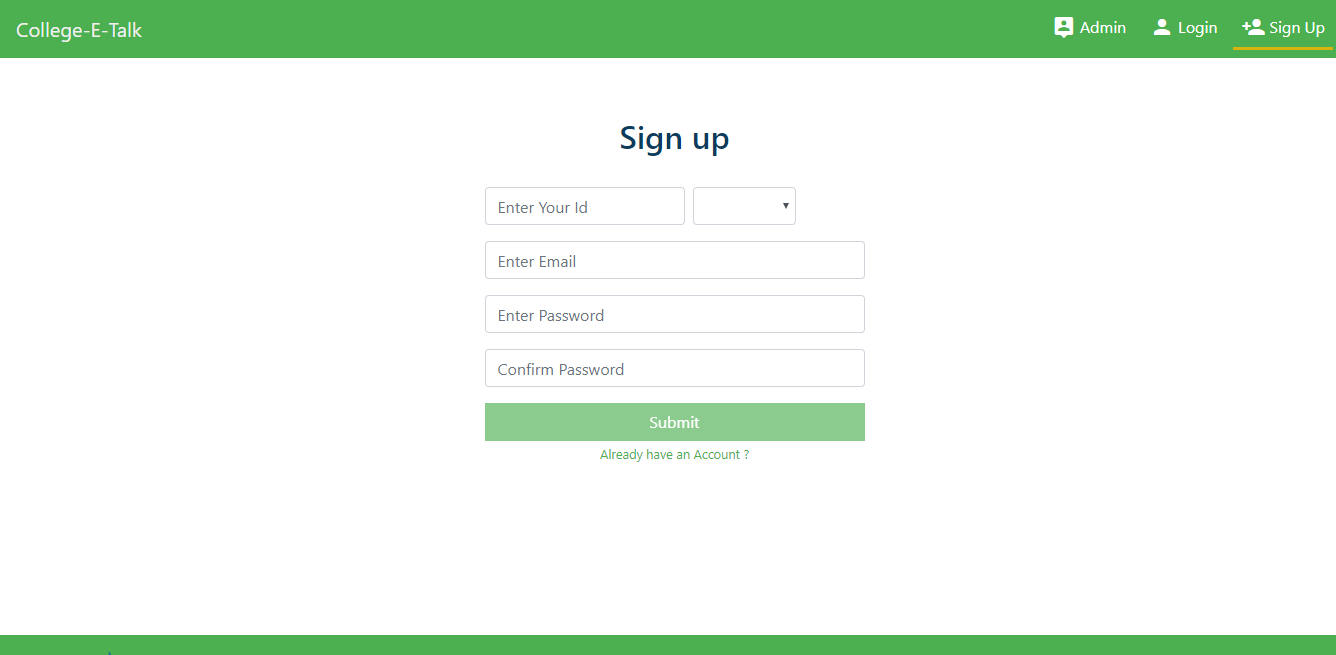 College-E-Talk
Admin
Login
Sign Up
Sign up
Enter Your Id
Enter Email
Enter Password
Confirm Password
Submit
Already have an Account ?